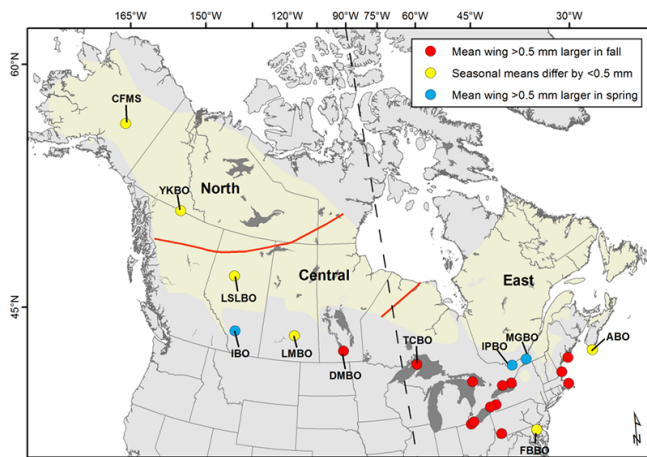 165°W 150°W 120°W 90°W 75°W 60°W 45°W 30°W
60°N
Mean wing >0.5 mm larger in fall
Seasonal means differ by <0.5 mm
Mean wing >0.5 mm larger in spring
CFMS
North
YKBO
Central
East
LSLBO
45°N
IBO
LMBO
DMBO
TCBO
IPBO
MGBO
ABO
FBBO
N